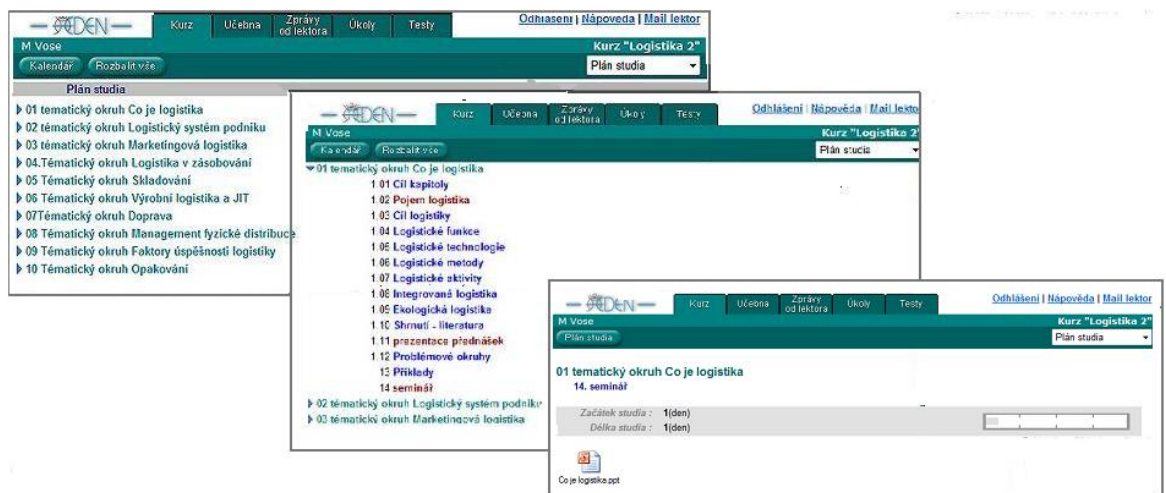 EDEN
Kurz Učebna Zprávy od lektora Úkoly Testy
Odhlášení | Nápoveda | Mail lektor
M Vose
Kurz "Logistika 2"
Kalendář Rozbalit vše
Plán studia
Plán studia
01 tematický okruh Co je logistika
02 tématický okruh Logistický systém podniku
03 tématický okruh Marketingová logistika
04.Tématický okruh Logistika v zásobování
05 Tématický okruh Skladování
06 Tématický okruh Výrobní logistika a JIT
07Tématický okruh Doprava
08 Tématický okruh Management fyzické distribuce
09 Tématický okruh Faktory úspěšnosti logistiky
10 Tématický okruh Opakování
EDEN
Kurz Učebna Zprávy od lektora Úkoly Testy
Odhlášení | Nápověda | Mail lekto
M Vose
Kurz "Logistika 2"
Kalendář Rozbalit vše
Plán studia
01 tematický okruh Co je logistika
1.01 Cíl kapitoly
1.02 Pojem logistika
1.03 Cíl logistiky
1.04 Logistické funkce
1.05 Logistické technologie
1.06 Logistické metody
1.07 Logistické aktivity
1.08 Integrovaná logistika
1.09 Ekologická logistika
1.10 Shrnutí - literatura
1.11 prezentace přednášek
1.12 Problémové okruhy
13 Příklady
14 seminář
02 tématický okruh Logistický systém podniku
03 tématický okruh Marketingová logistika
EDEN
Kurz Učebna Zprávy od lektora Úkoly Testy
Odhlášení | Nápověda | Mail lektor
M Vose
Kurz "Logistika 2"
Plán studia
Plán studia
01 tematický okruh Co je logistika
14. seminář
Začátek studia : 1(den)
Délka studia : 1(den)
Co je logistika.ppt